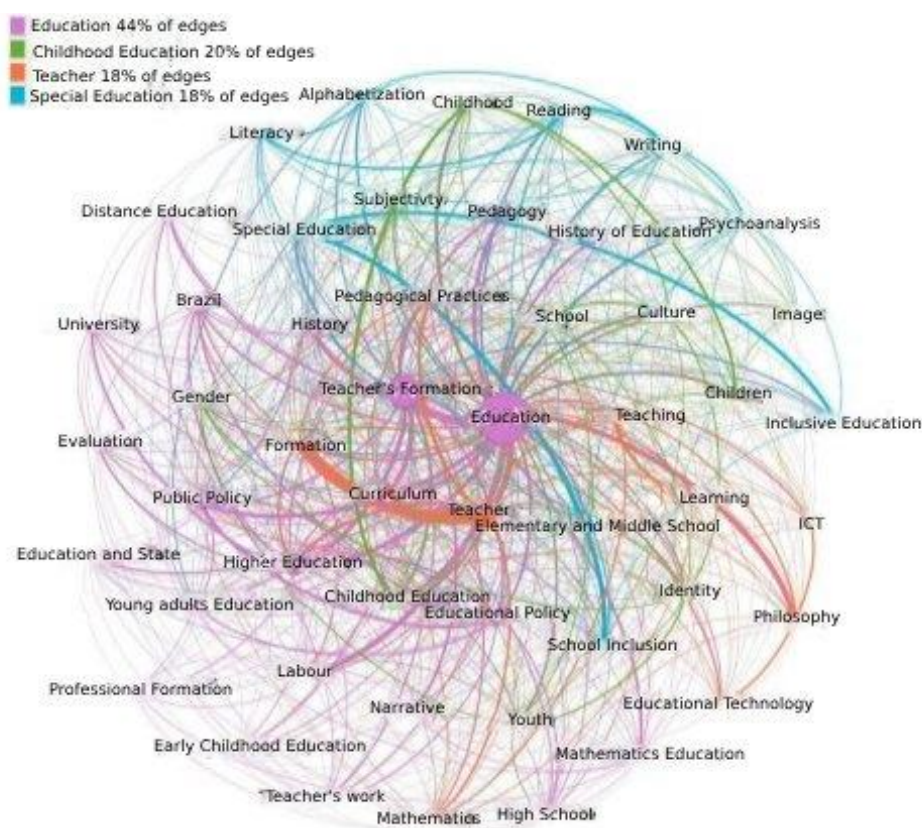 Education 44% of edges
Childhood Education 20% of edges
Teacher 18% of edges
Special Education 18% of edges
Alphabetization
Childhood
Reading
Literacy
Writing
Distance Education
Subjectivty
Pedagogy
Special Education
History of Education
Psychoanalysis
Pedagogical Practices
Brazil
University
History
School
Culture
Image
Gender
Teacher's Formation
Education
Teaching
Children
Inclusive Education
Evaluation
Formation
Public Policy
Curriculum
Teacher
Learning
Elementary and Middle School
ICT
Education and State
Higher Education
Young adults Education
Childhood Education
Educational Policy
Identity
Philosophy
School Inclusion
Labour
Professional Formation
Narrative
Youth
Educational Technology
Early Childhood Education
Mathematics Education
"Teacher's work
Mathematics
High School